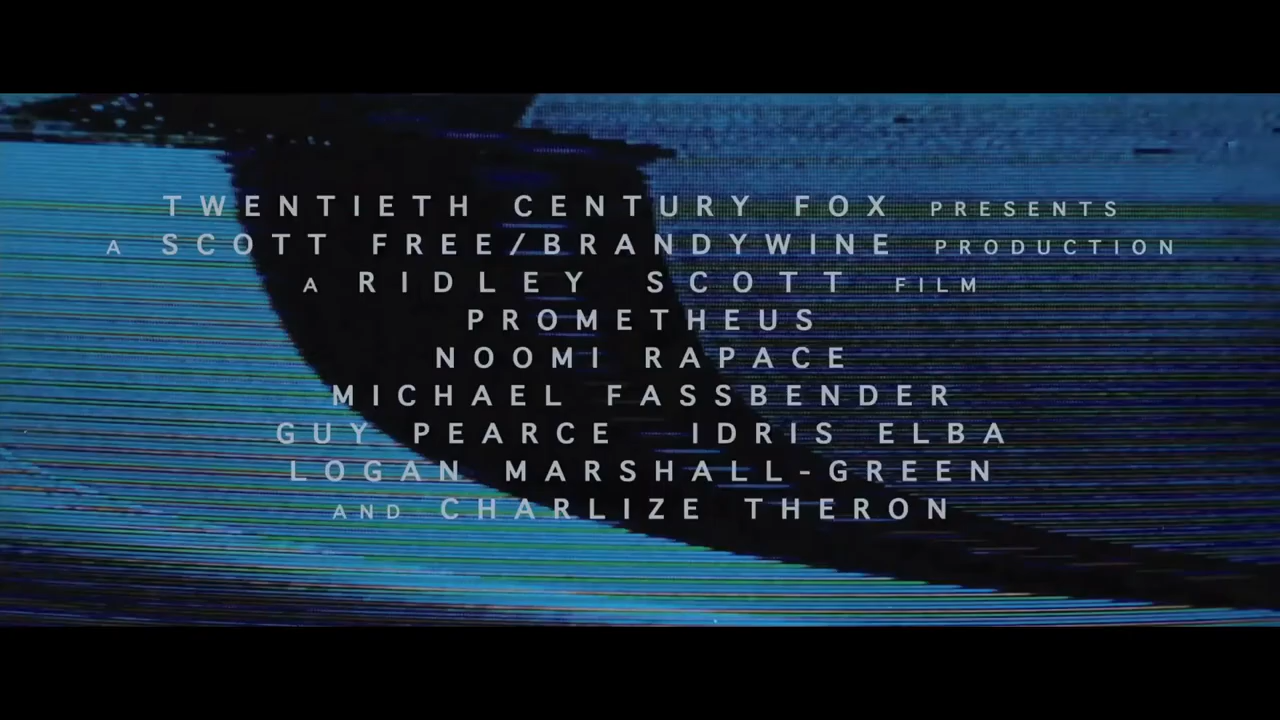 TWENTIETH CENTURY FOX PRESENTS
A SCOTT FREE/BRANDYWINE PRODUCTION
A RIDLEY SCOTT FILM
PROMETHEUS
NOOMI RAPACE
MICHAEL FASSBENDER
GUY PEARCE IDRIS ELBA
LOGAN MARSHALL-GREEN
AND CHARLIZE THERON